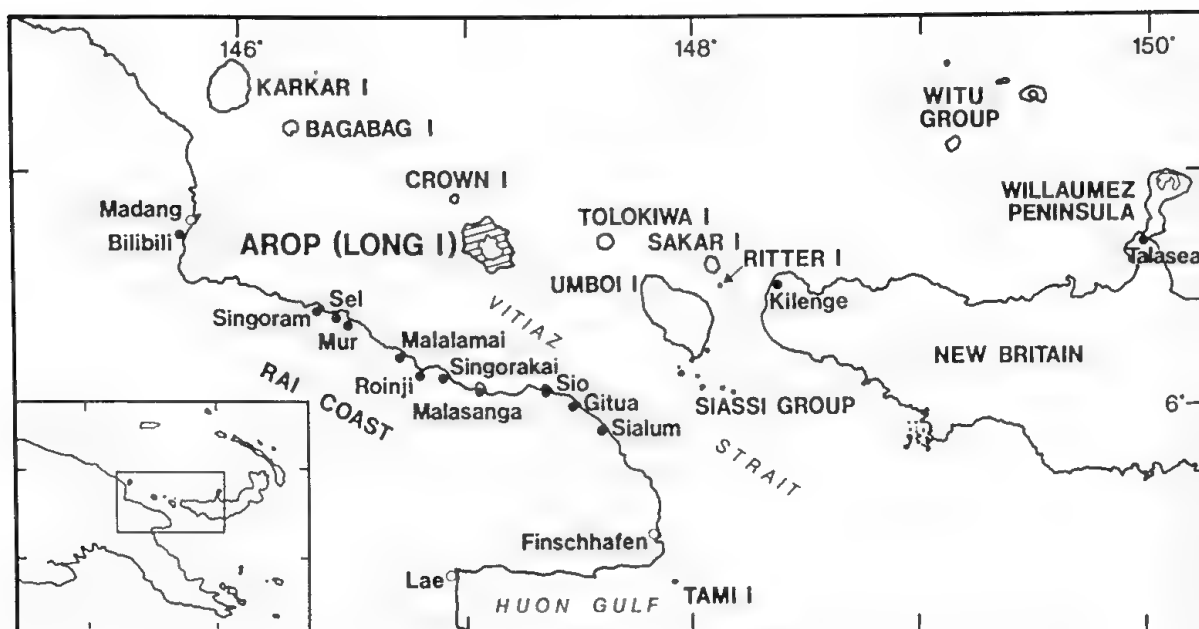 146°
148°
150°
KARKAR I
BAGABAG I
WITU
GROUP
CROWN I
WILLAUMEZ
PENINSULA
Madang
Bilibili
TOLOKIWA I
AROP (LONG I)
SAKAR I
RITTER I
Talasea
UMBOI I
Kilenge
Sel
Singoram
Mur
VITIAZ
Malalamai
NEW BRITAIN
Singorakai
RAI COAST
Roinji
Sio
Malasanga
Gitua
SIASSI GROUP
6°
Sialum
STRAIT
Finschhafen
Lae
HUON GULF
TAMI I